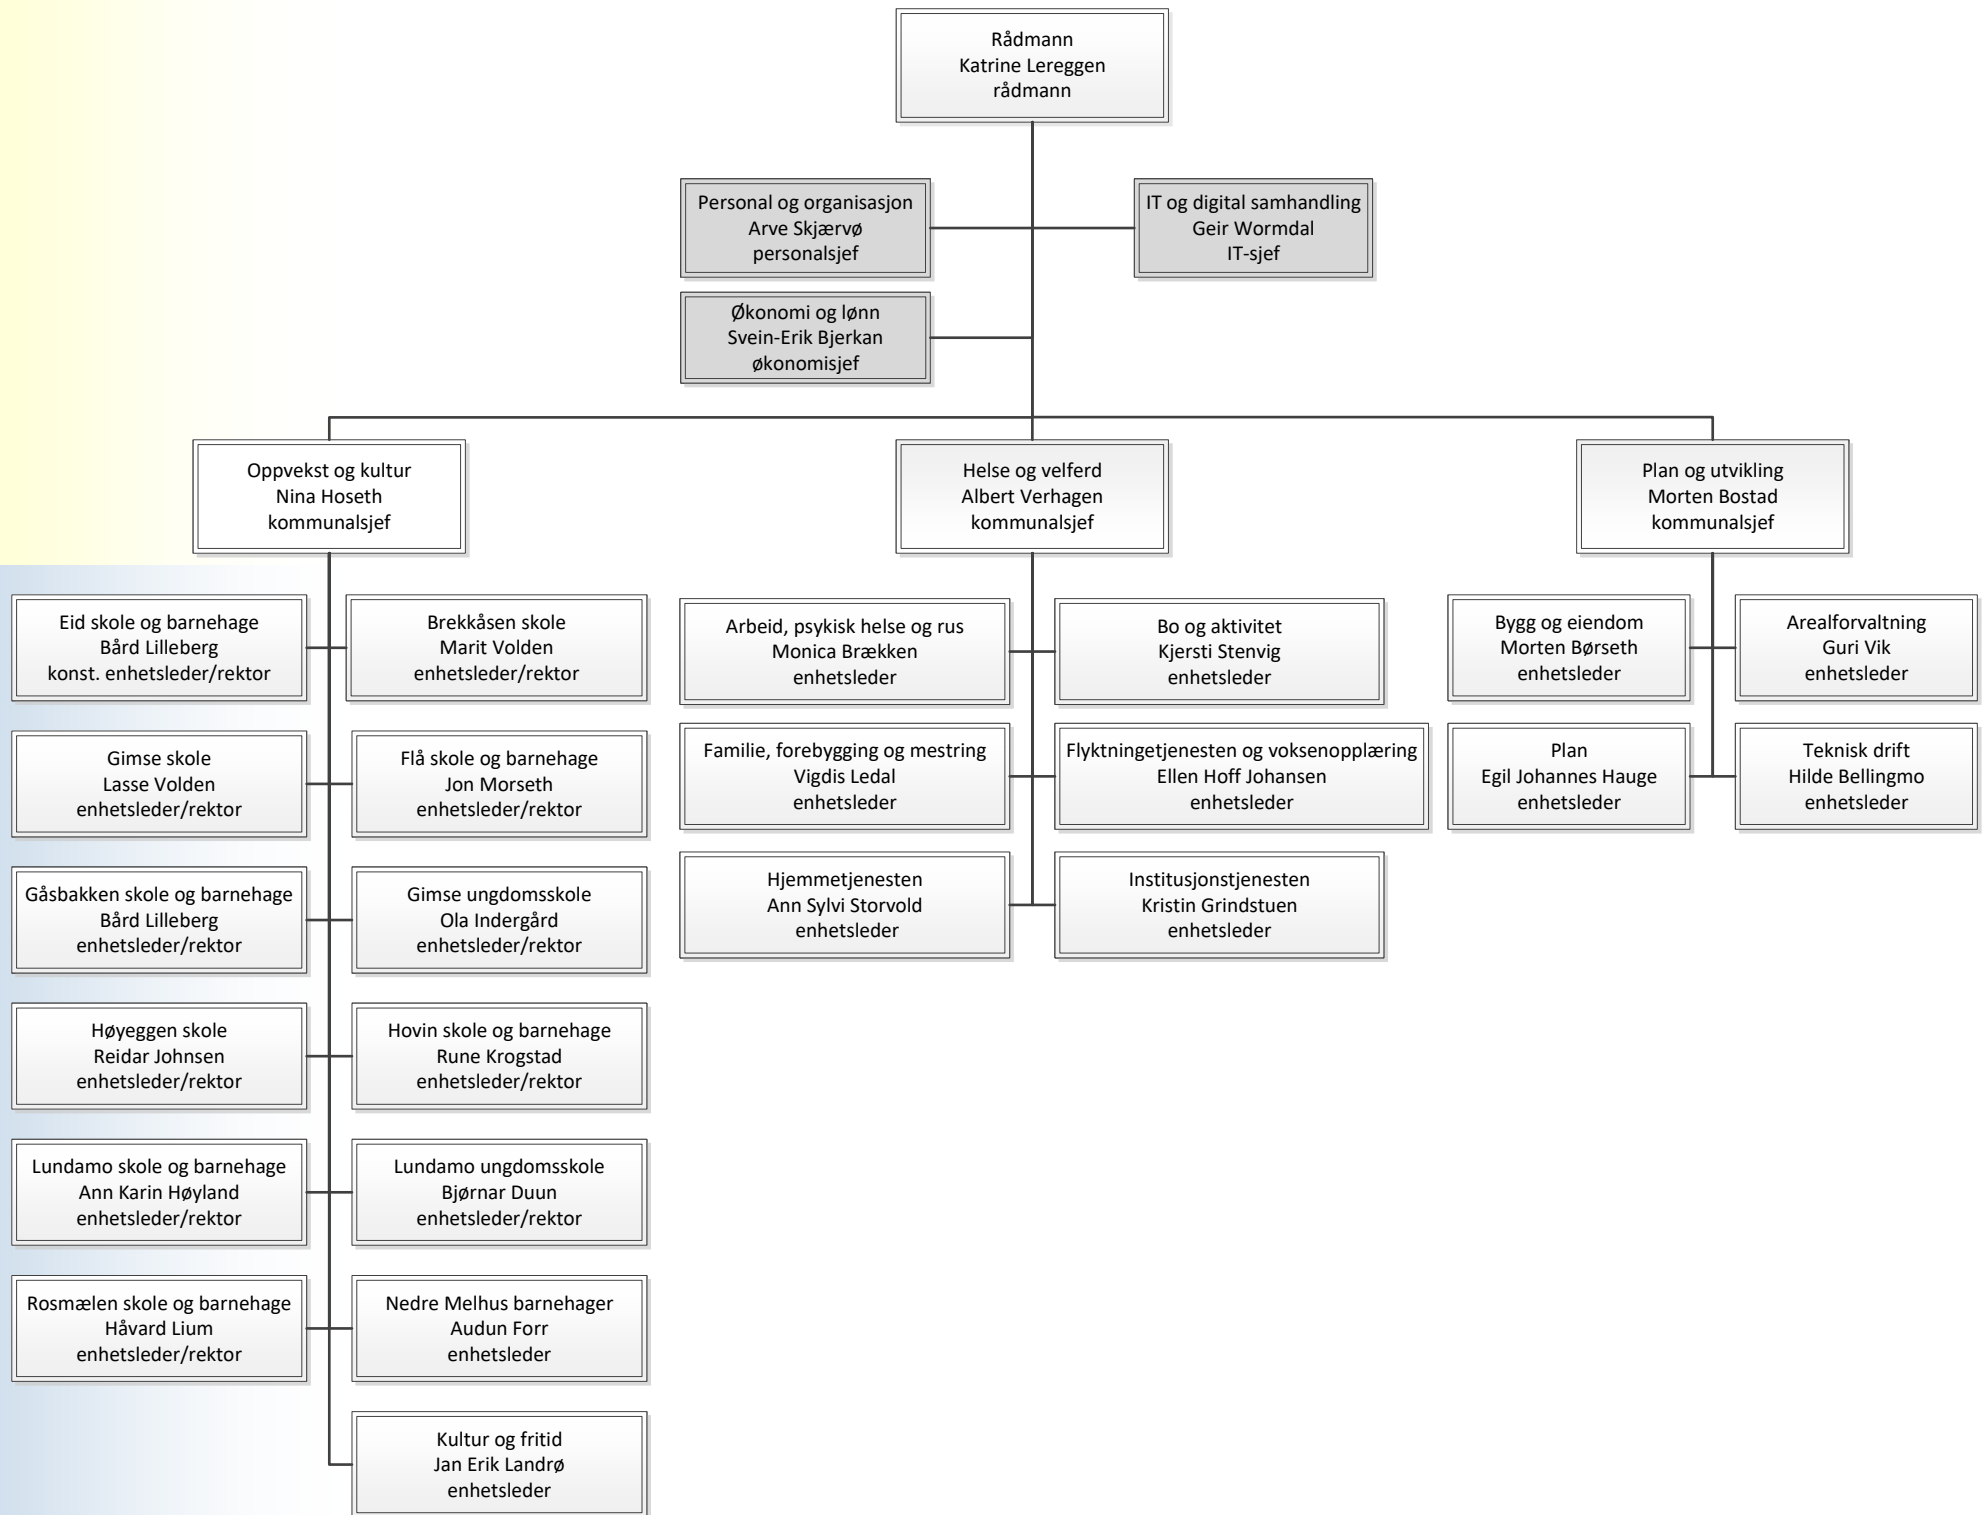 Rådmann
Katrine Lereggen
rådmann
Personal og organisasjon
Arve Skjærvø
personalsjef
IT og digital samhandling
Geir Wormdal
IT-sjef
Økonomi og lønn
Svein-Erik Bjerkan
økonomisjef
Oppvekst og kultur
Nina Hoseth
kommunalsjef
Helse og velferd
Albert Verhagen
kommunalsjef
Plan og utvikling
Morten Bostad
kommunalsjef
Eid skole og barnehage
Bård Lilleberg
konst. enhetsleder/rektor
Brekkåsen skole
Marit Volden
enhetsleder/rektor
Gimse skole
Lasse Volden
enhetsleder/rektor
Flå skole og barnehage
Jon Morseth
enhetsleder/rektor
Gåsbakken skole og barnehage
Bård Lilleberg
enhetsleder/rektor
Gimse ungdomsskole
Ola Indergård
enhetsleder/rektor
Høyeggen skole
Reidar Johnsen
enhetsleder/rektor
Hovin skole og barnehage
Rune Krogstad
enhetsleder/rektor
Lundamo skole og barnehage
Ann Karin Høyland
enhetsleder/rektor
Lundamo ungdomsskole
Bjørnar Duun
enhetsleder/rektor
Rosmælen skole og barnehage
Håvard Lium
enhetsleder/rektor
Nedre Melhus barnehager
Audun Forr
enhetsleder
Kultur og fritid
Jan Erik Landrø
enhetsleder
Arbeid, psykisk helse og rus
Monica Brækken
enhetsleder
Bo og aktivitet
Kjersti Stenvig
enhetsleder
Familie, forebygging og mestring
Vigdis Ledal
enhetsleder
Flyktningetjenesten og voksenopplæring
Ellen Hoff Johansen
enhetsleder
Hjemmetjenesten
Ann Sylvi Storvold
enhetsleder
Institusjonstjenesten
Kristin Grindstuen
enhetsleder
Bygg og eiendom
Morten Børseth
enhetsleder
Arealforvaltning
Guri Vik
enhetsleder
Plan
Egil Johannes Hauge
enhetsleder
Teknisk drift
Hilde Bellingmo
enhetsleder